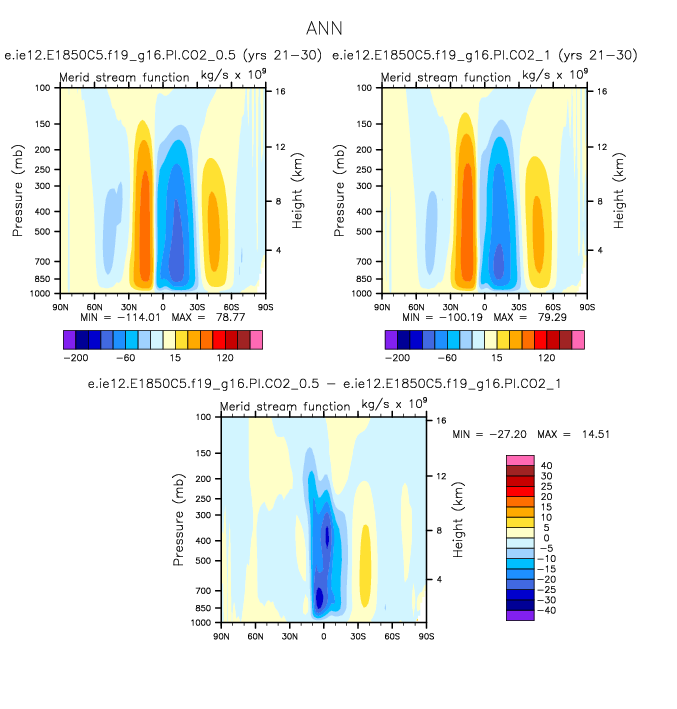 ANN
e.ie12.E1850C5.f19_g16.PI.CO2_0.5 (yrs 21−30)
Merid stream function kg/s x 10⁹
100
150
200
250
300
400
500
700
850
1000
Pressure (mb)
16
12
8
4
Height (km)
90N 60N 30N 0 30S 60S 90S
MIN = −114.01 MAX = 78.77
−200 −60 15 120
e.ie12.E1850C5.f19_g16.PI.CO2_1 (yrs 21−30)
Merid stream function kg/s x 10⁹
100
150
200
250
300
400
500
700
850
1000
Pressure (mb)
16
12
8
4
Height (km)
90N 60N 30N 0 30S 60S 90S
MIN = −100.19 MAX = 79.29
−200 −60 15 120
e.ie12.E1850C5.f19_g16.PI.CO2_0.5 − e.ie12.E1850C5.f19_g16.PI.CO2_1
Merid stream function kg/s x 10⁹
100
150
200
250
300
400
500
700
850
1000
Pressure (mb)
16
12
8
4
Height (km)
90N 60N 30N 0 30S 60S 90S
MIN = −27.20 MAX = 14.51
40
30
25
20
15
10
5
0
−5
−10
−15
−20
−25
−30
−40